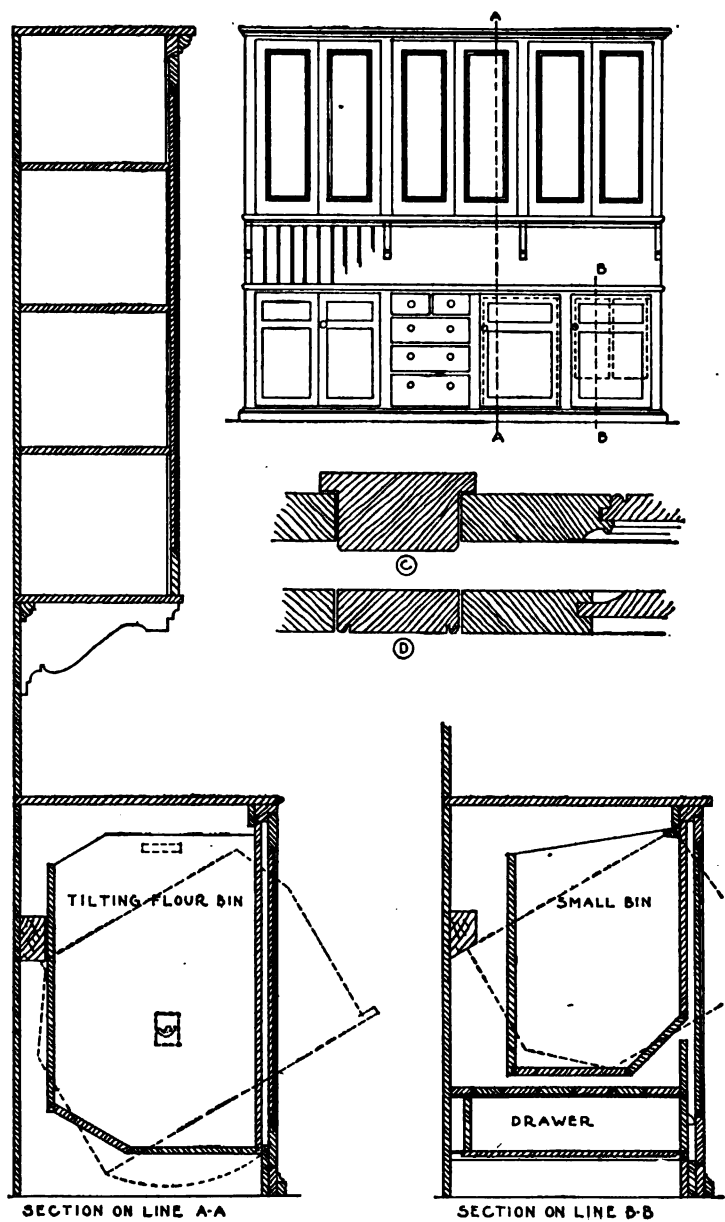 A
B
A
B
C
D
TILTING FLOUR BIN
SMALL BIN
DRAWER
SECTION ON LINE A-A
SECTION ON LINE B-B